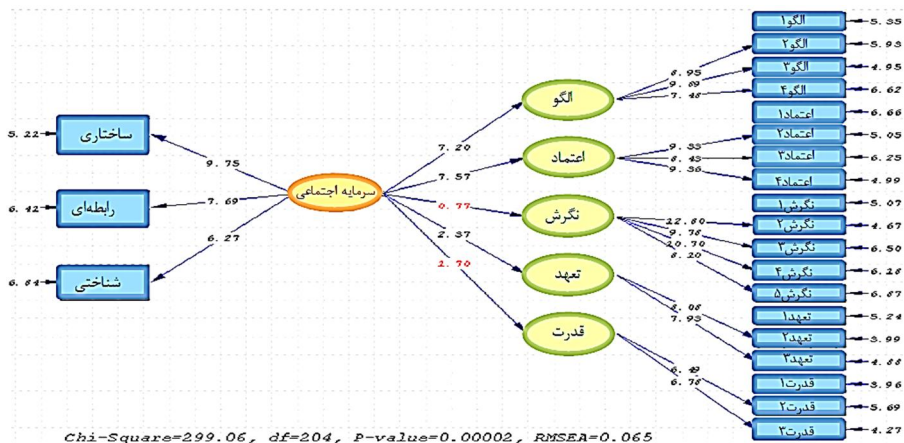 الگو۱ 5.35
الگو۲ 5.93
الگو۳ 4.95
الگو۴ 6.62
اعتماد۱ 6.66
اعتماد۲ 5.05
اعتماد۳ 6.25
اعتماد۴ 4.99
نگرش۱ 5.07
نگرش۲ 4.67
نگرش۳ 6.50
نگرش۴ 6.28
نگرش۵ 6.87
تعهد۱ 5.24
تعهد۲ 3.99
تعهد۳ 4.88
قدرت۱ 3.96
قدرت۲ 5.69
قدرت۳ 4.27
8.95
9.89
7.48
9.33
8.43
9.36
12.80
9.78
10.70
8.20
8.08
7.93
6.42
6.78
الگو
اعتماد
نگرش
تعهد
قدرت
7.20
7.57
0.77
2.37
1.70
سرمایه اجتماعی
9.75
7.69
6.27
ساختاری 5.22
رابطه‌ای 6.42
شناختی 6.84
Chi-Square=299.06, df=204, P-value=0.00002, RMSEA=0.065